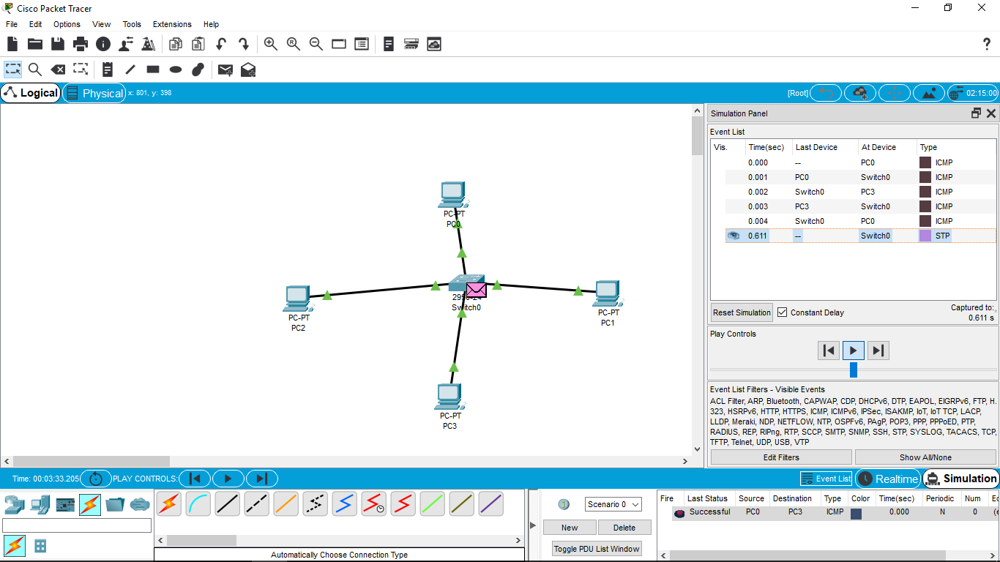 Cisco Packet Tracer
File Edit Options View Tools Extensions Help
?
Logical Physical x: 801, y: 398 [Root] 02:15:00
PC-PT
PC0
PC-PT
PC2
Switch0
PC-PT
PC1
PC-PT
PC3
Simulation Panel
Event List
Vis. Time(sec) Last Device At Device Type
0.000 -- PC0 ICMP
0.001 PC0 Switch0 ICMP
0.002 Switch0 PC3 ICMP
0.003 PC3 Switch0 ICMP
0.004 Switch0 PC0 ICMP
0.611 -- Switch0 STP
Reset Simulation Constant Delay Captured to:
0.611 s
Play Controls
Event List Filters - Visible Events
ACL Filter, ARP, Bluetooth, CAPWAP, CDP, DHCPv6, DTP, EAPOL, EIGRPv6, FTP, H.
323, HSRPv6, HTTP, HTTPS, ICMP, ICMPv6, IPSec, ISAKMP, IoT, IoT TCP, LACP,
LLDP, Meraki, NDP, NETFLOW, NTP, OSPFv6, PAgP, POP3, PPP, PPPoED, PTP,
RADIUS, REP, RIPng, RTP, SCCP, SMTP, SNMP, SSH, STP, SYSLOG, TACACS, TCP,
TFTP, Telnet, UDP, USB, VTP
Edit Filters Show All/None
Time: 00:03:33.205 PLAY CONTROLS: Event List Realtime Simulation
Automatically Choose Connection Type
Scenario 0
New Delete
Toggle PDU List Window
Fire Last Status Source Destination Type Color Time(sec) Periodic Num
Successful PC0 PC3 ICMP 0.000 N 0